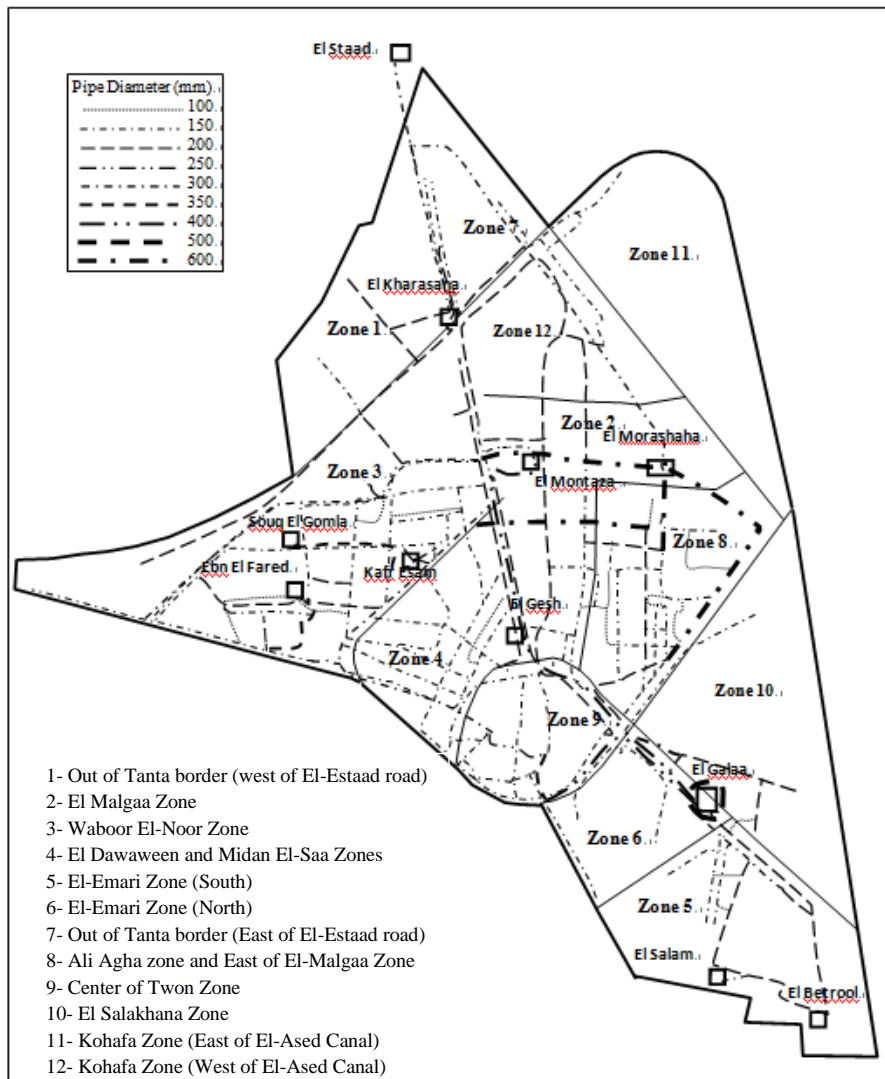 El Staad.
Pipe Diameter (mm).
100.
150.
200.
250.
300.
350.
400.
500.
600.
Zone 7
Zone 11
El Kharasana
Zone 1
Zone 12
Zone 2
El Morashaha
Zone 3
El Montaza
Souq El Gomla
Zone 8
Ebn El Fared.
Kafr Esam
El Gesh
Zone 4
Zone 10
Zone 9
El Galaa
Zone 6
Zone 5
El Salam
El Betrool
1- Out of Tanta border (west of El-Estaad road)
2- El Malgaa Zone
3- Waboor El-Noor Zone
4- El Dawaween and Midan El-Saa Zones
5- El-Emari Zone (South)
6- El-Emari Zone (North)
7- Out of Tanta border (East of El-Estaad road)
8- Ali Agha zone and East of El-Malgaa Zone
9- Center of Twon Zone
10- El Salakhana Zone
11- Kohafa Zone (East of El-Ased Canal)
12- Kohafa Zone (West of El-Ased Canal)